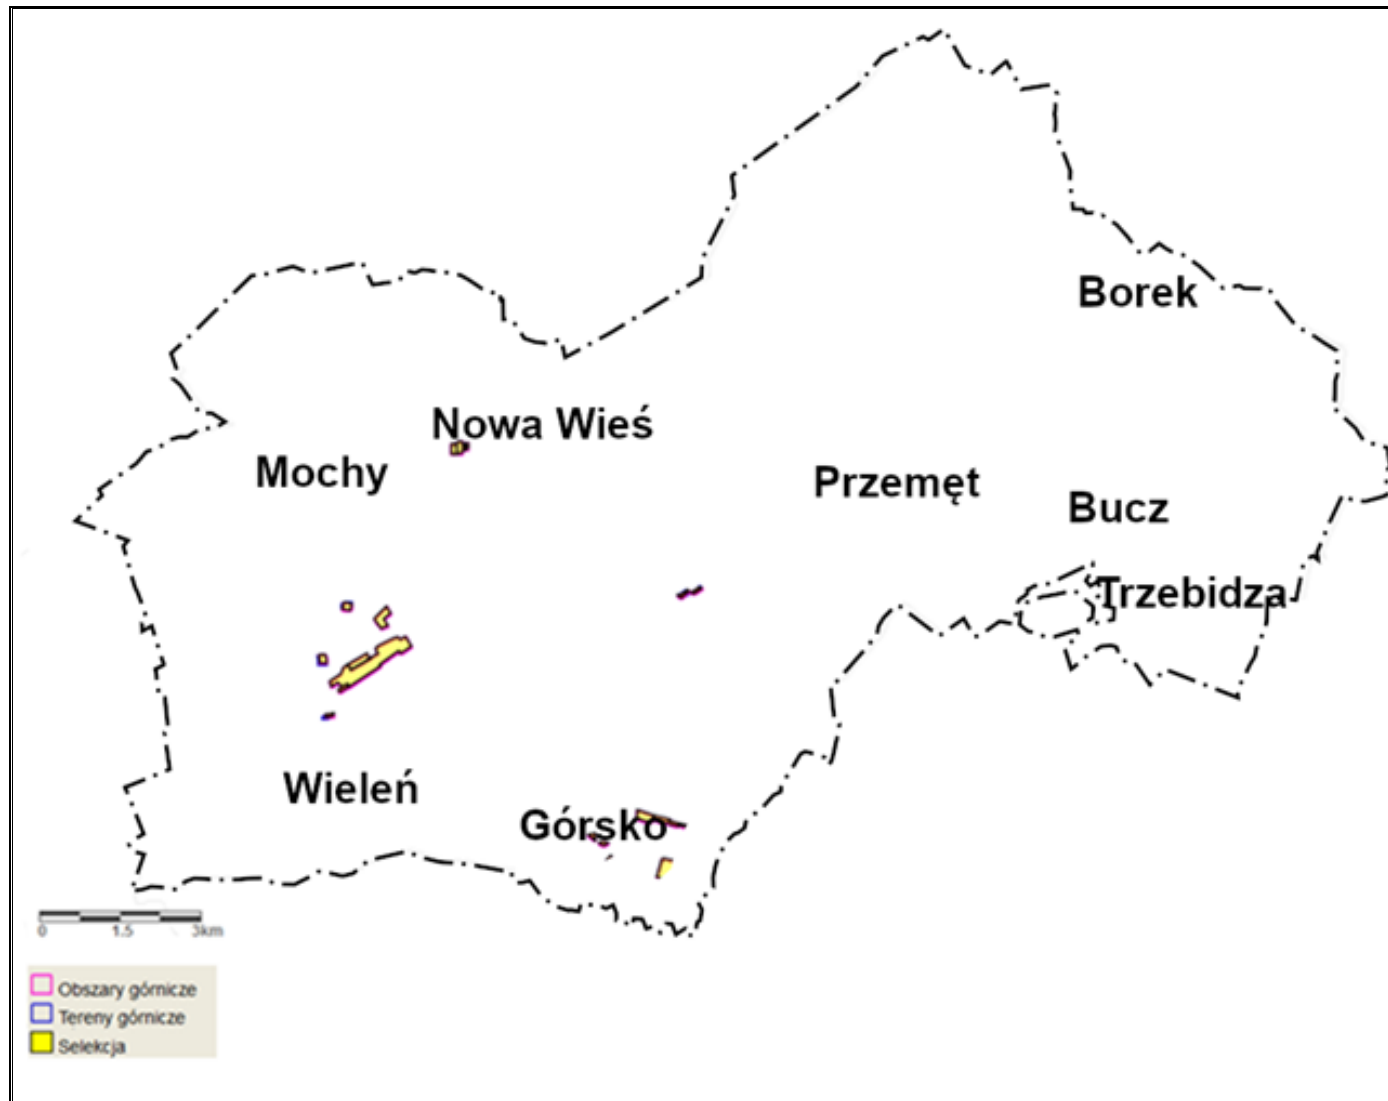 Borek
Nowa Wieś
Mochy
Przemęt
Bucz
Trzebidza
Wieleń
Górsko
0 1.5 3km
Obszary górnicze
Tereny górnicze
Selekcja